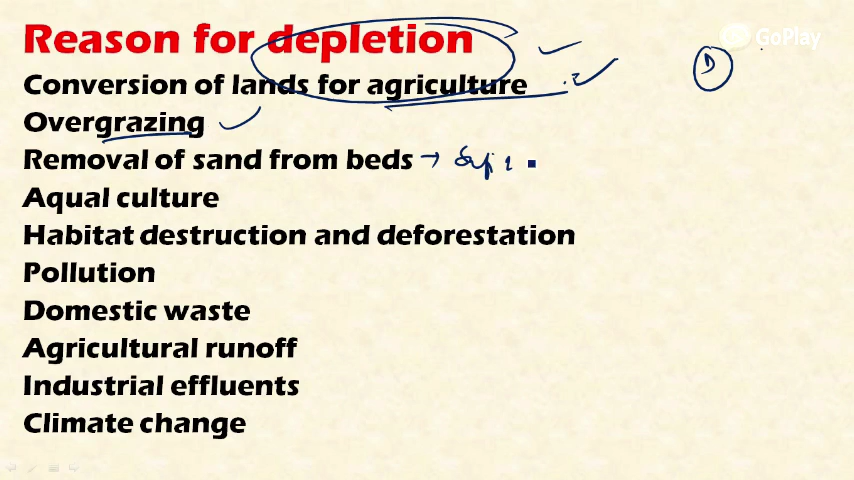 Reason for depletion
GoPlay
Conversion of lands for agriculture
Overgrazing
Removal of sand from beds →
Aqual culture
Habitat destruction and deforestation
Pollution
Domestic waste
Agricultural runoff
Industrial effluents
Climate change